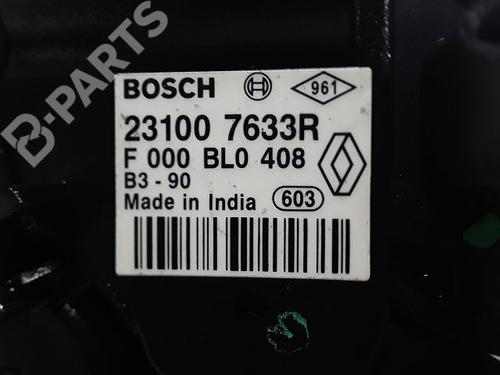 B-PARTS
BOSCH 961
23100 7633R
F 000 BL0 408
B3 - 90
Made in India 603